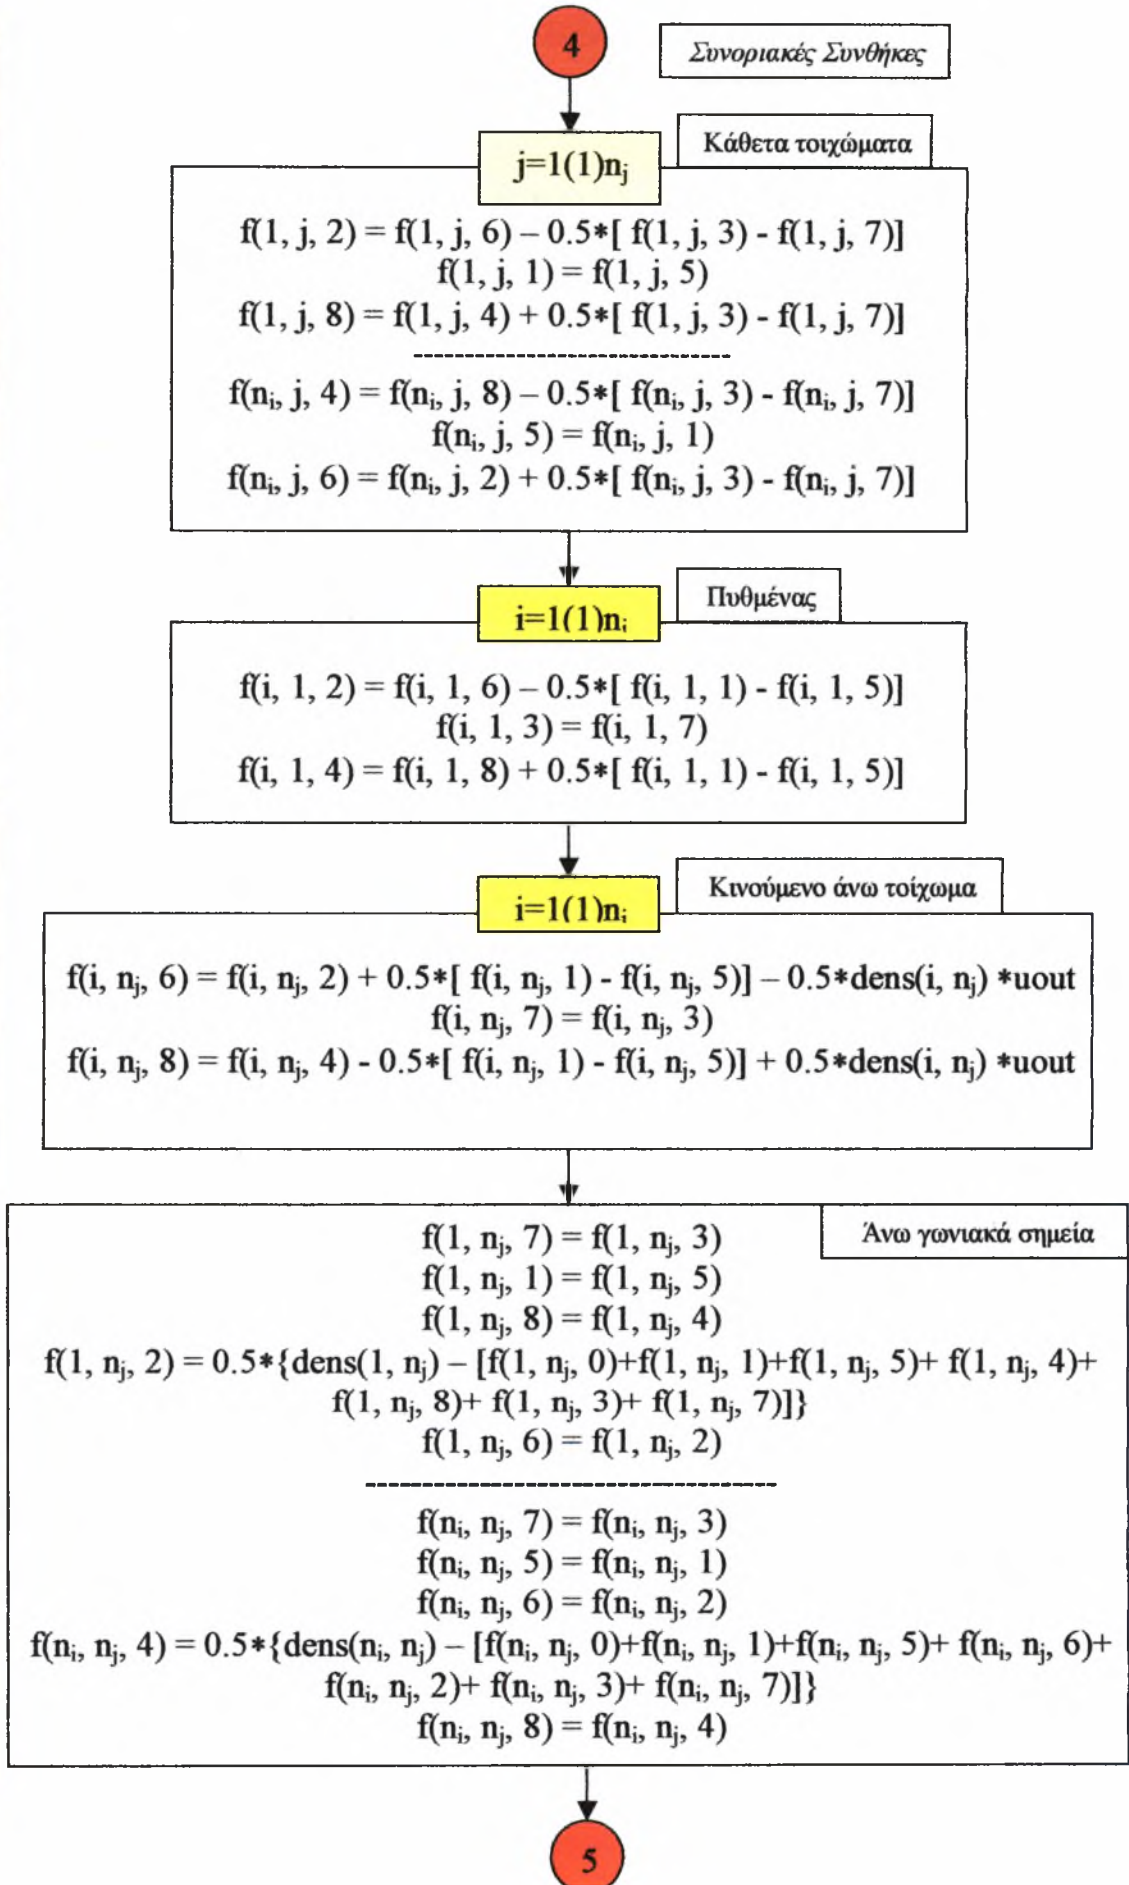 4
Συνοριακές Συνθήκες
Κάθετα τοιχώματα
j=1(1)nⱼ
f(1, j, 2) = f(1, j, 6) – 0.5*[ f(1, j, 3) - f(1, j, 7)]
f(1, j, 1) = f(1, j, 5)
f(1, j, 8) = f(1, j, 4) + 0.5*[ f(1, j, 3) - f(1, j, 7)]
--------------------------------
f(nᵢ, j, 4) = f(nᵢ, j, 8) – 0.5*[ f(nᵢ, j, 3) - f(nᵢ, j, 7)]
f(nᵢ, j, 5) = f(nᵢ, j, 1)
f(nᵢ, j, 6) = f(nᵢ, j, 2) + 0.5*[ f(nᵢ, j, 3) - f(nᵢ, j, 7)]
Πυθμένας
i=1(1)nᵢ
f(i, 1, 2) = f(i, 1, 6) – 0.5*[ f(i, 1, 1) - f(i, 1, 5)]
f(i, 1, 3) = f(i, 1, 7)
f(i, 1, 4) = f(i, 1, 8) + 0.5*[ f(i, 1, 1) - f(i, 1, 5)]
Κινούμενο άνω τοίχωμα
i=1(1)nᵢ
f(i, nⱼ, 6) = f(i, nⱼ, 2) + 0.5*[ f(i, nⱼ, 1) - f(i, nⱼ, 5)] – 0.5*dens(i, nⱼ) *uout
f(i, nⱼ, 7) = f(i, nⱼ, 3)
f(i, nⱼ, 8) = f(i, nⱼ, 4) - 0.5*[ f(i, nⱼ, 1) - f(i, nⱼ, 5)] + 0.5*dens(i, nⱼ) *uout
Άνω γωνιακά σημεία
f(1, nⱼ, 7) = f(1, nⱼ, 3)
f(1, nⱼ, 1) = f(1, nⱼ, 5)
f(1, nⱼ, 8) = f(1, nⱼ, 4)
f(1, nⱼ, 2) = 0.5*{dens(1, nⱼ) – [f(1, nⱼ, 0)+f(1, nⱼ, 1)+f(1, nⱼ, 5)+ f(1, nⱼ, 4)+
f(1, nⱼ, 8)+ f(1, nⱼ, 3)+ f(1, nⱼ, 7)]}
f(1, nⱼ, 6) = f(1, nⱼ, 2)
-----------------------------------------
f(nᵢ, nⱼ, 7) = f(nᵢ, nⱼ, 3)
f(nᵢ, nⱼ, 5) = f(nᵢ, nⱼ, 1)
f(nᵢ, nⱼ, 6) = f(nᵢ, nⱼ, 2)
f(nᵢ, nⱼ, 4) = 0.5*{dens(nᵢ, nⱼ) – [f(nᵢ, nⱼ, 0)+f(nᵢ, nⱼ, 1)+f(nᵢ, nⱼ, 5)+ f(nᵢ, nⱼ, 6)+
f(nᵢ, nⱼ, 2)+ f(nᵢ, nⱼ, 3)+ f(nᵢ, nⱼ, 7)]}
f(nᵢ, nⱼ, 8) = f(nᵢ, nⱼ, 4)
5